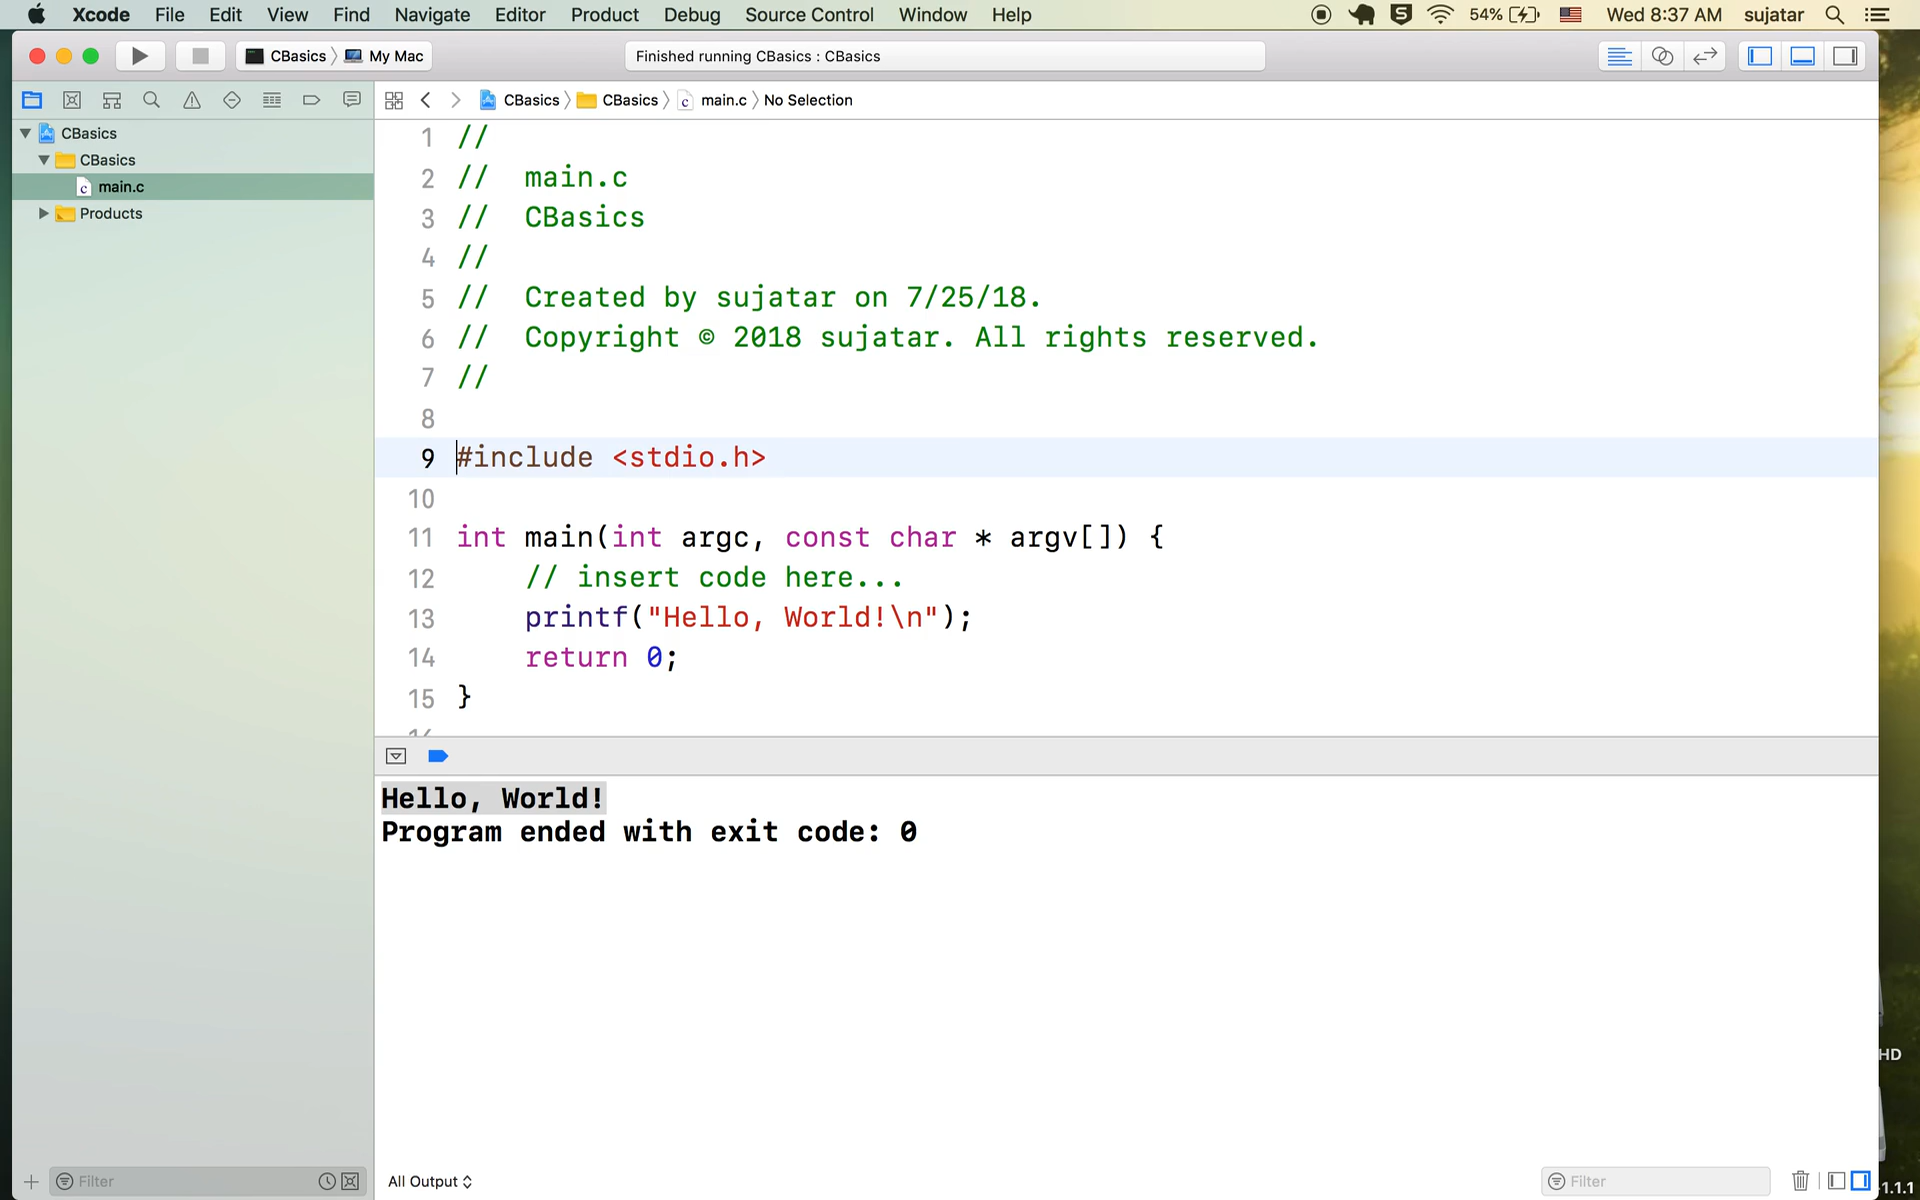 Xcode File Edit View Find Navigate Editor Product Debug Source Control Window Help 54% Wed 8:37 AM sujatar
CBasics My Mac Finished running CBasics : CBasics
CBasics CBasics main.c No Selection
CBasics
CBasics
main.c
Products
1 //
2 // main.c
3 // CBasics
4 //
5 // Created by sujatar on 7/25/18.
6 // Copyright © 2018 sujatar. All rights reserved.
7 //
8
9 #include <stdio.h>
10
11 int main(int argc, const char * argv[]) {
12 // insert code here...
13 printf("Hello, World!\n");
14 return 0;
15 }
Hello, World!
Program ended with exit code: 0
HD
Filter All Output Filter
1.1.1